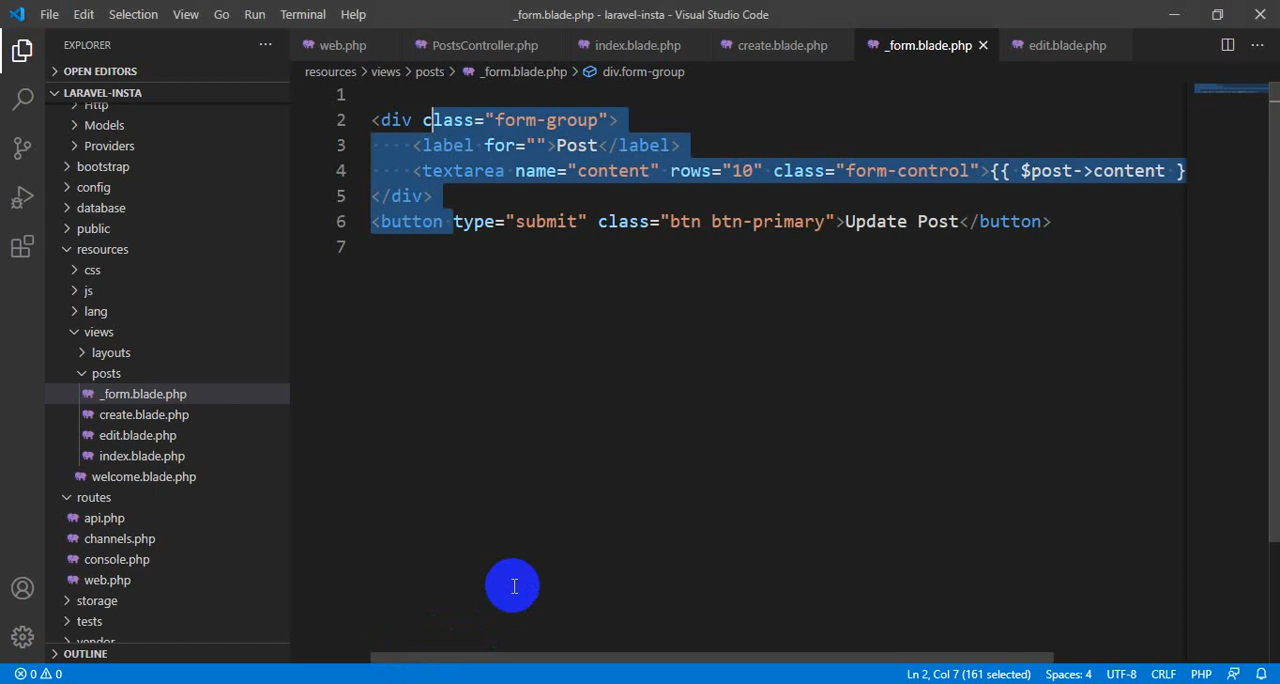 File Edit Selection View Go Run Terminal Help
_form.blade.php - laravel-insta - Visual Studio Code
EXPLORER
web.php PostsController.php index.blade.php create.blade.php _form.blade.php edit.blade.php
OPEN EDITORS
resources > views > posts > _form.blade.php > div.form-group
LARAVEL-INSTA
Http
Models
Providers
bootstrap
config
database
public
resources
css
js
lang
views
layouts
posts
_form.blade.php
create.blade.php
edit.blade.php
index.blade.php
welcome.blade.php
routes
api.php
channels.php
console.php
web.php
storage
tests
vendor
OUTLINE
1
2 <div class="form-group">
3 <label for="">Post</label>
4 <textarea name="content" rows="10" class="form-control">{{ $post->content }
5 </div>
6 <button type="submit" class="btn btn-primary">Update Post</button>
7
0 0
Ln 2, Col 7 (161 selected) Spaces: 4 UTF-8 CRLF PHP